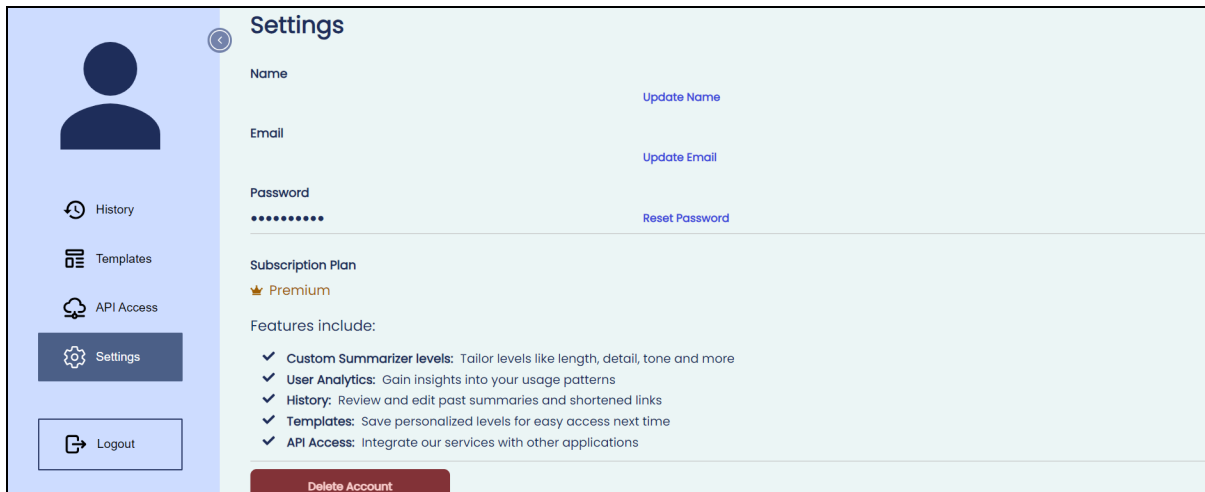 Settings
Name
Update Name
Email
Update Email
Password
Reset Password
Subscription Plan
Premium
Features include:
Custom Summarizer levels: Tailor levels like length, detail, tone and more
User Analytics: Gain insights into your usage patterns
History: Review and edit past summaries and shortened links
Templates: Save personalized levels for easy access next time
API Access: Integrate our services with other applications
Delete Account
History
Templates
API Access
Settings
Logout